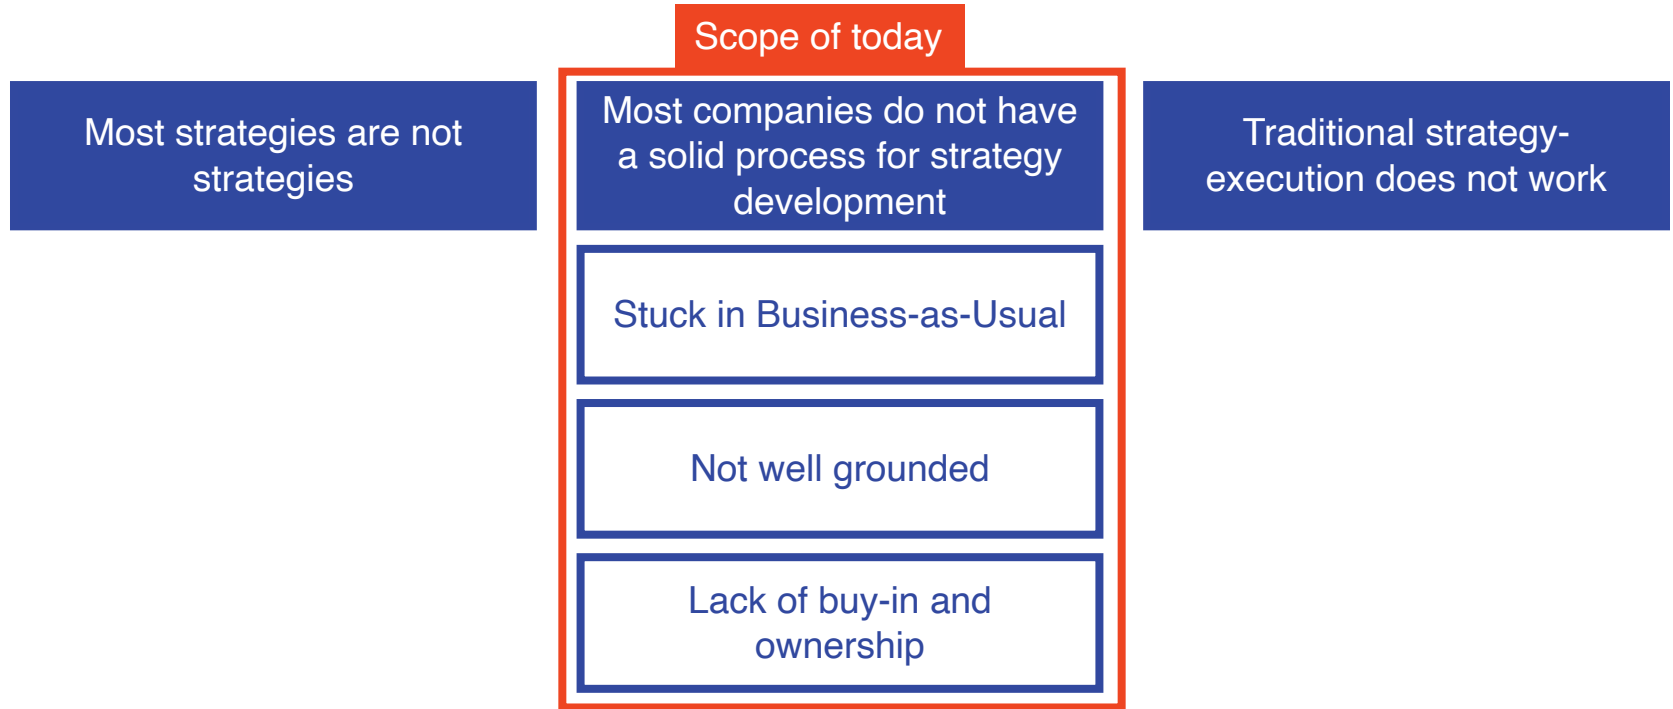 Scope of today
Most strategies are not
strategies
Most companies do not have
a solid process for strategy
development
Traditional strategy-
execution does not work
Stuck in Business-as-Usual
Not well grounded
Lack of buy-in and
ownership